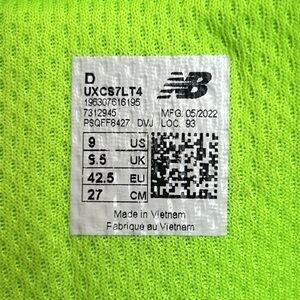 D
UXCS7LT4
196307616195
7312945 MFG. 05/2022
PSQFF8427 DVJ LOC. 93
9 US
8.5 UK
42.5 EU
27 CM
Made in Vietnam
Fabriqué au Vietnam
NB